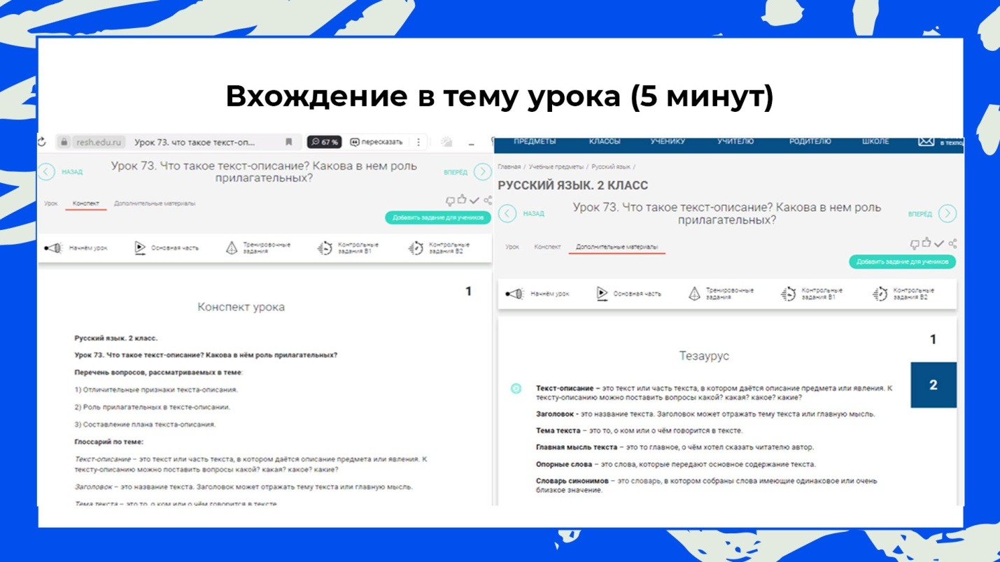 Вхождение в тему урока (5 минут)
resh.edu.ru Урок 73. что такое текст-оп... 67 % пересказать
НАЗАД
Урок 73. Что такое текст-описание? Какова в нем роль
прилагательных?
ВПЕРЁД
Урок Конспект Дополнительные материалы
Добавить задание для учеников
Начнём урок
Основная часть
Тренировочные
задания
Контрольные
задания В1
Контрольные
задания В2
1
Конспект урока
Русский язык. 2 класс.
Урок 73. Что такое текст-описание? Какова в нём роль прилагательных?
Перечень вопросов, рассматриваемых в теме:
1) Отличительные признаки текста-описания.
2) Роль прилагательных в тексте-описании.
3) Составление плана текста-описания.
Глоссарий по теме:
Текст-описание – это текст или часть текста, в котором даётся описание предмета или явления. К
тексту-описанию можно поставить вопросы какой? какая? какое? какие?
Заголовок – это название текста. Заголовок может отражать тему текста или главную мысль.
Тема текста – это то, о ком или о чём говорится в тексте.
ПРЕДМЕТЫ КЛАССЫ УЧЕНИКУ УЧИТЕЛЮ РОДИТЕЛЮ ШКОЛЕ
Главная / Учебные предметы / Русский язык /
РУССКИЙ ЯЗЫК. 2 КЛАСС
НАЗАД
Урок 73. Что такое текст-описание? Какова в нем роль
прилагательных?
ВПЕРЁД
Урок Конспект Дополнительные материалы
Добавить задание для учеников
Начнём урок
Основная часть
Тренировочные
задания
Контрольные
задания В1
Контрольные
задания В2
1
Тезаурус
2
Текст-описание – это текст или часть текста, в котором даётся описание предмета или явления. К
тексту-описанию можно поставить вопросы какой? какая? какое? какие?
Заголовок - это название текста. Заголовок может отражать тему текста или главную мысль.
Тема текста – это то, о ком или о чём говорится в тексте.
Главная мысль текста – это то главное, о чём хотел сказать читателю автор.
Опорные слова – это слова, которые передают основное содержание текста.
Словарь синонимов – это словарь, в котором собраны слова имеющие одинаковое или очень
близкое значение.